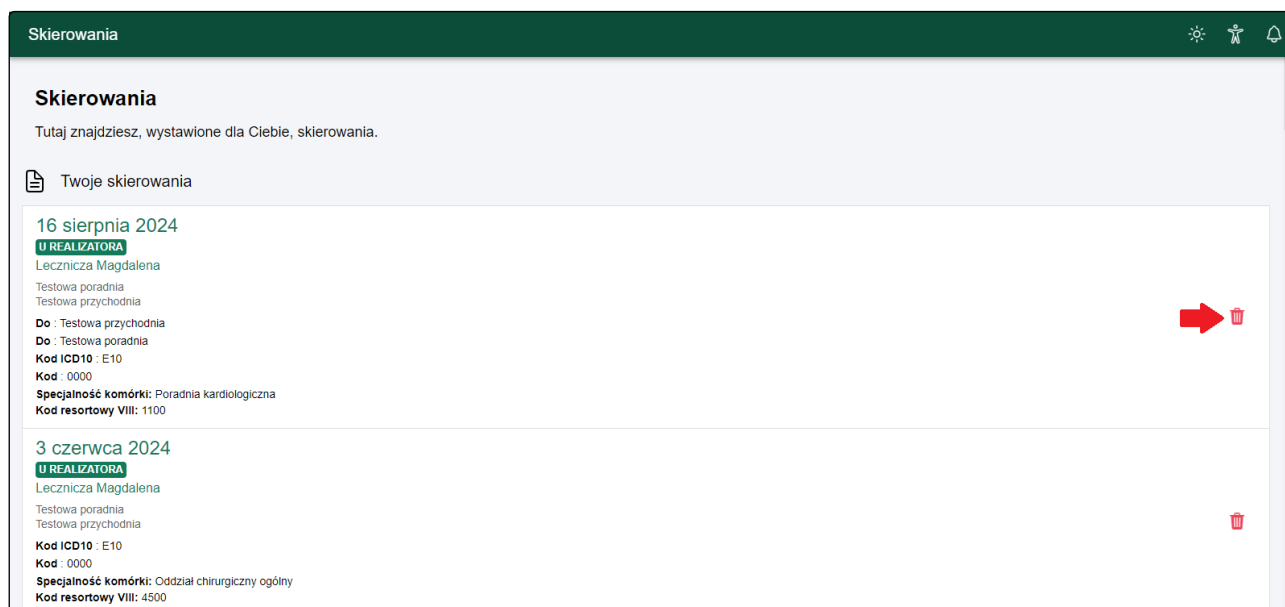 Skierowania
Skierowania
Tutaj znajdziesz, wystawione dla Ciebie, skierowania.
Twoje skierowania
16 sierpnia 2024
U REALIZATORA
Lecznicza Magdalena
Testowa poradnia
Testowa przychodnia
Do : Testowa przychodnia
Do : Testowa poradnia
Kod ICD10 : E10
Kod : 0000
Specjalność komórki: Poradnia kardiologiczna
Kod resortowy VIII: 1100
3 czerwca 2024
U REALIZATORA
Lecznicza Magdalena
Testowa poradnia
Testowa przychodnia
Kod ICD10 : E10
Kod : 0000
Specjalność komórki: Oddział chirurgiczny ogólny
Kod resortowy VIII: 4500